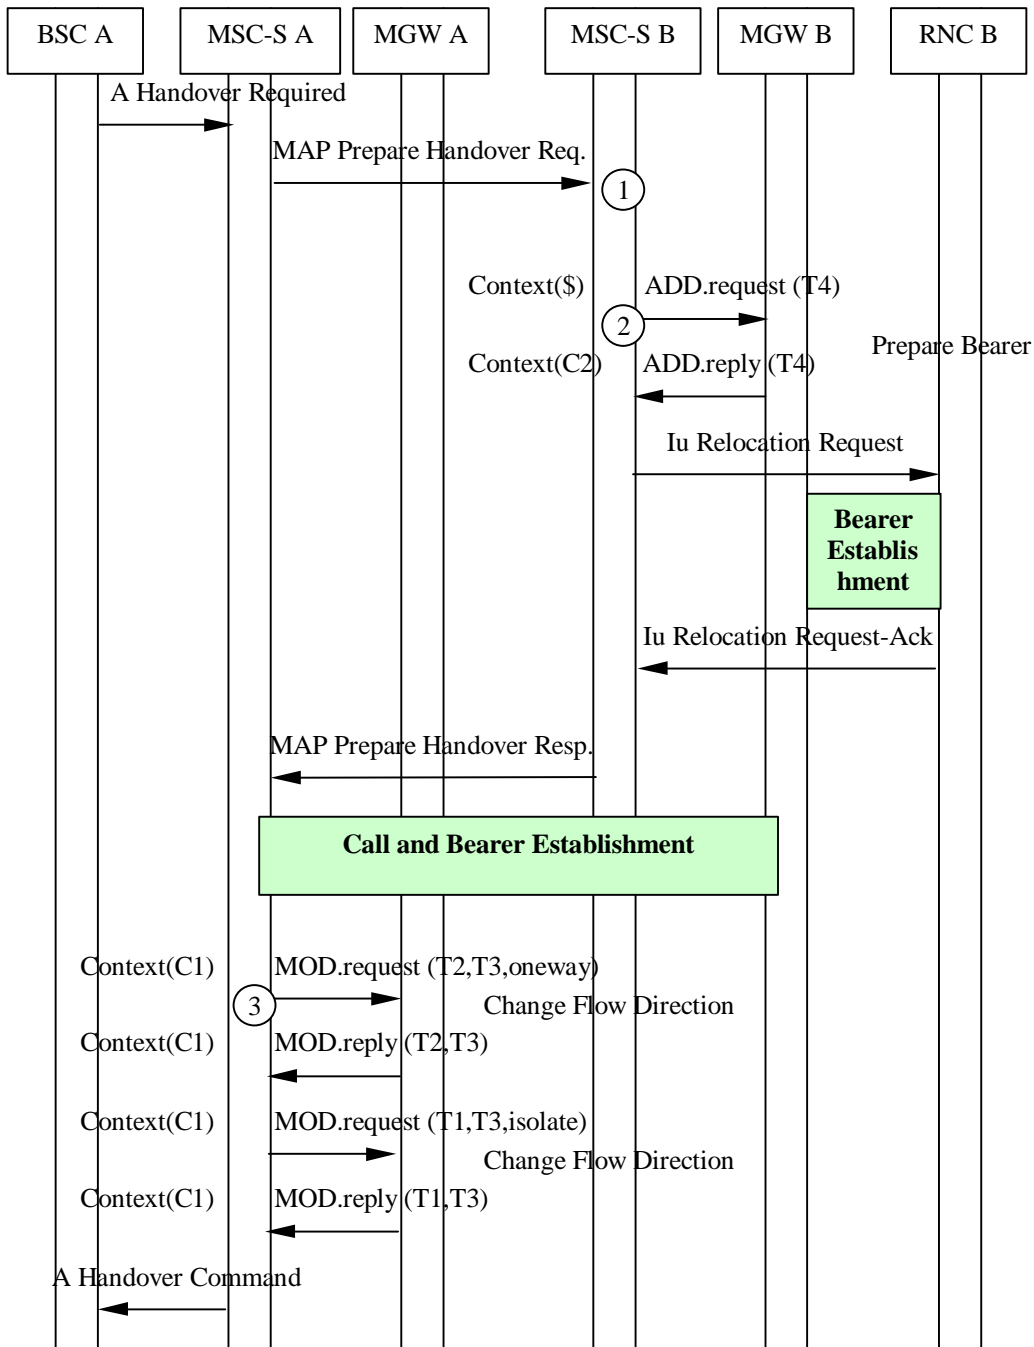 BSC A
MSC-S A
MGW A
MSC-S B
MGW B
RNC B
A Handover Required
MAP Prepare Handover Req.
1
Context($)
ADD.request (T4)
2
Prepare Bearer
Context(C2)
ADD.reply (T4)
Iu Relocation Request
Bearer
Establis
hment
Iu Relocation Request-Ack
MAP Prepare Handover Resp.
Call and Bearer Establishment
Context(C1)
MOD.request (T2,T3,oneway)
3
Change Flow Direction
Context(C1)
MOD.reply (T2,T3)
Context(C1)
MOD.request (T1,T3,isolate)
Change Flow Direction
Context(C1)
MOD.reply (T1,T3)
A Handover Command